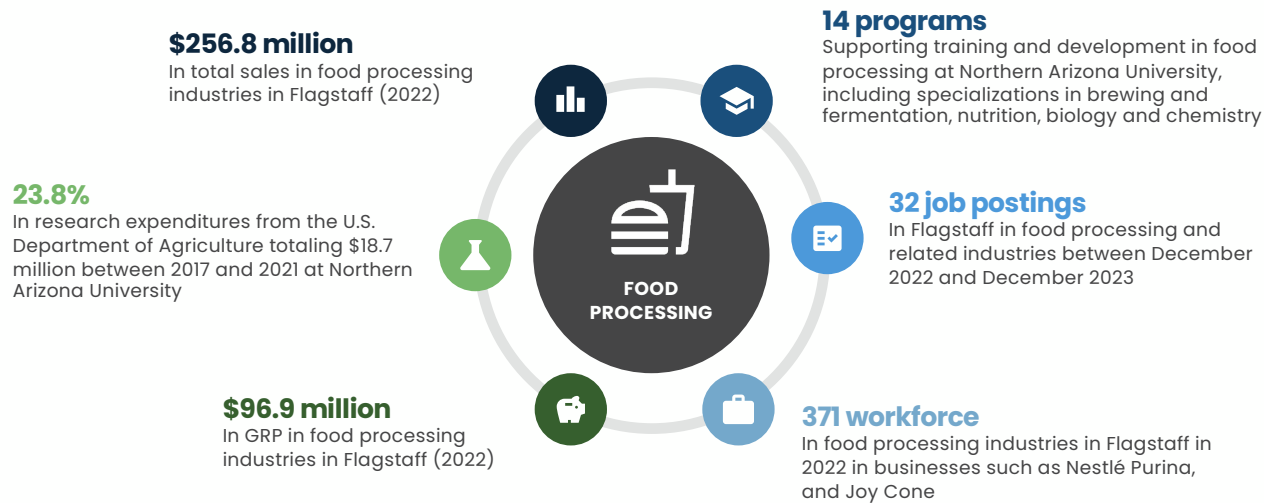 $256.8 million
In total sales in food processing
industries in Flagstaff (2022)
14 programs
Supporting training and development in food
processing at Northern Arizona University,
including specializations in brewing and
fermentation, nutrition, biology and chemistry
23.8%
In research expenditures from the U.S.
Department of Agriculture totaling $18.7
million between 2017 and 2021 at Northern
Arizona University
FOOD
PROCESSING
32 job postings
In Flagstaff in food processing and
related industries between December
2022 and December 2023
$96.9 million
In GRP in food processing
industries in Flagstaff (2022)
371 workforce
In food processing industries in Flagstaff in
2022 in businesses such as Nestlé Purina,
and Joy Cone